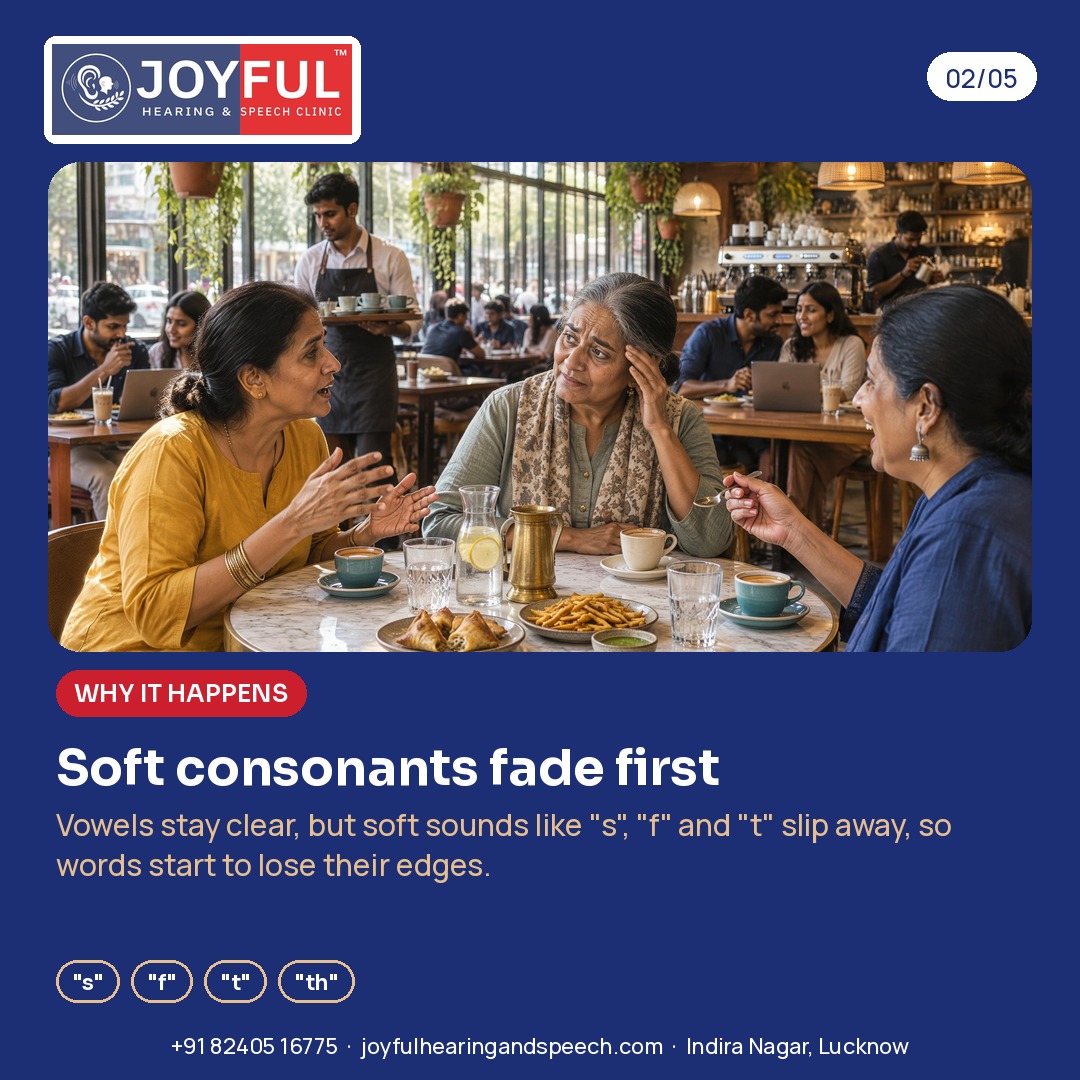 JOYFUL™
HEARING & SPEECH CLINIC
02/05
WHY IT HAPPENS
Soft consonants fade first
Vowels stay clear, but soft sounds like "s", "f" and "t" slip away, so
words start to lose their edges.
"s" "f" "t" "th"
+91 82405 16775 · joyfulhearingandspeech.com · Indira Nagar, Lucknow